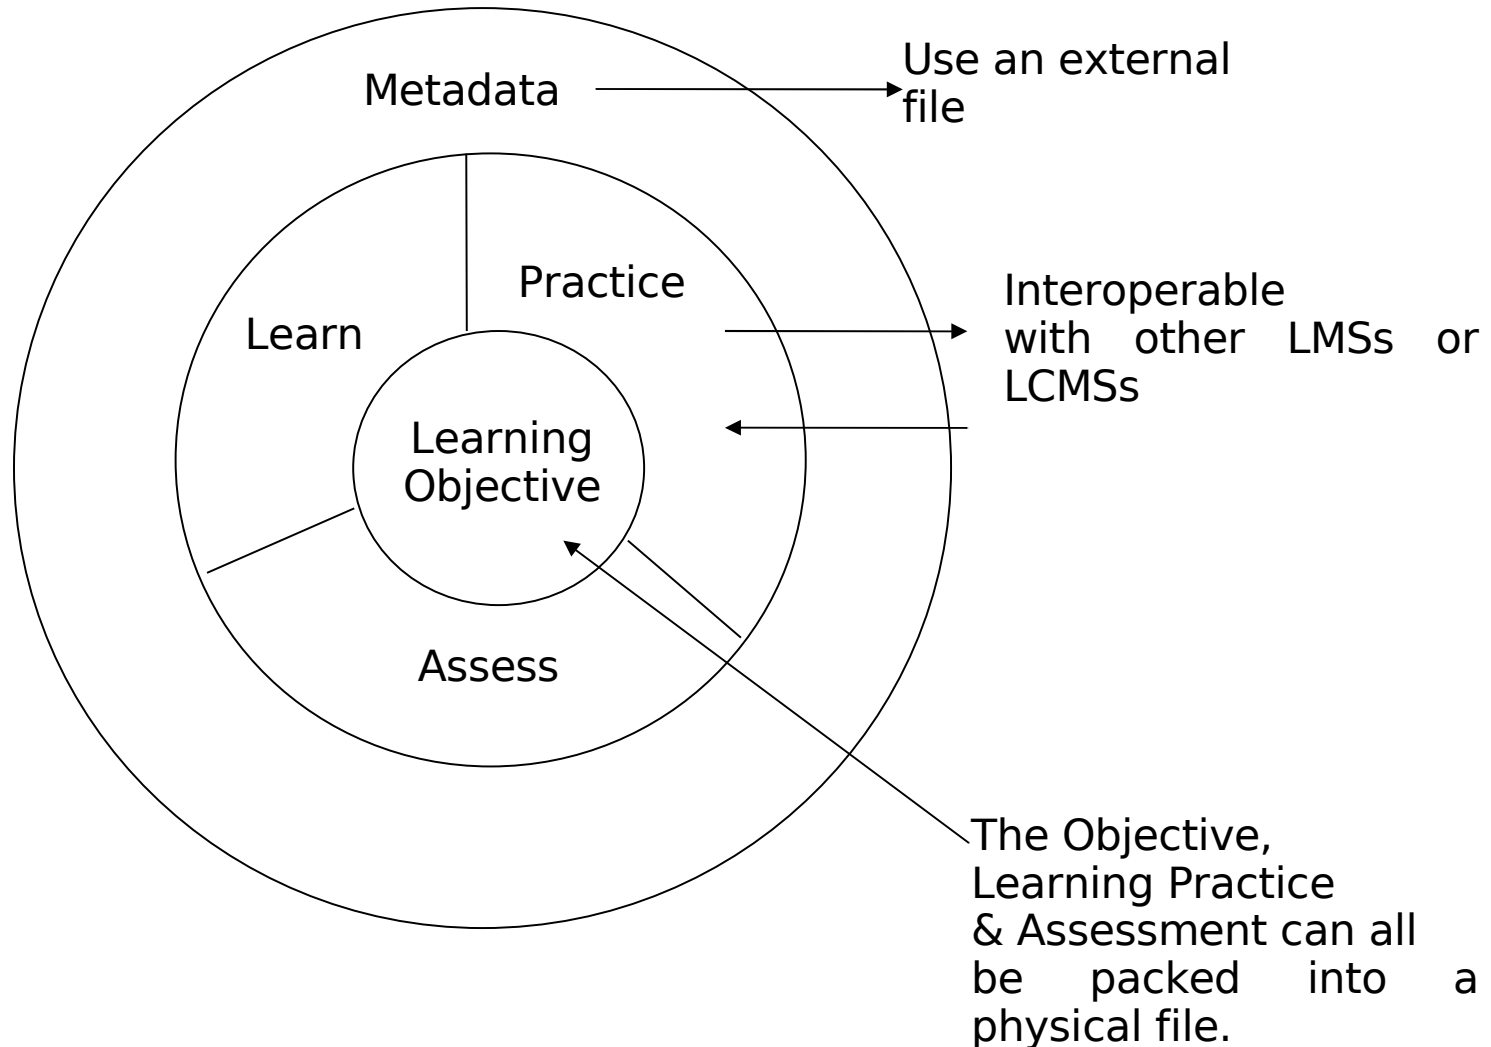 Metadata
Use an external
file
Practice
Learn
Interoperable
with other LMSs or
LCMSs
Learning
Objective
Assess
The Objective,
Learning Practice
& Assessment can all
be packed into a
physical file.